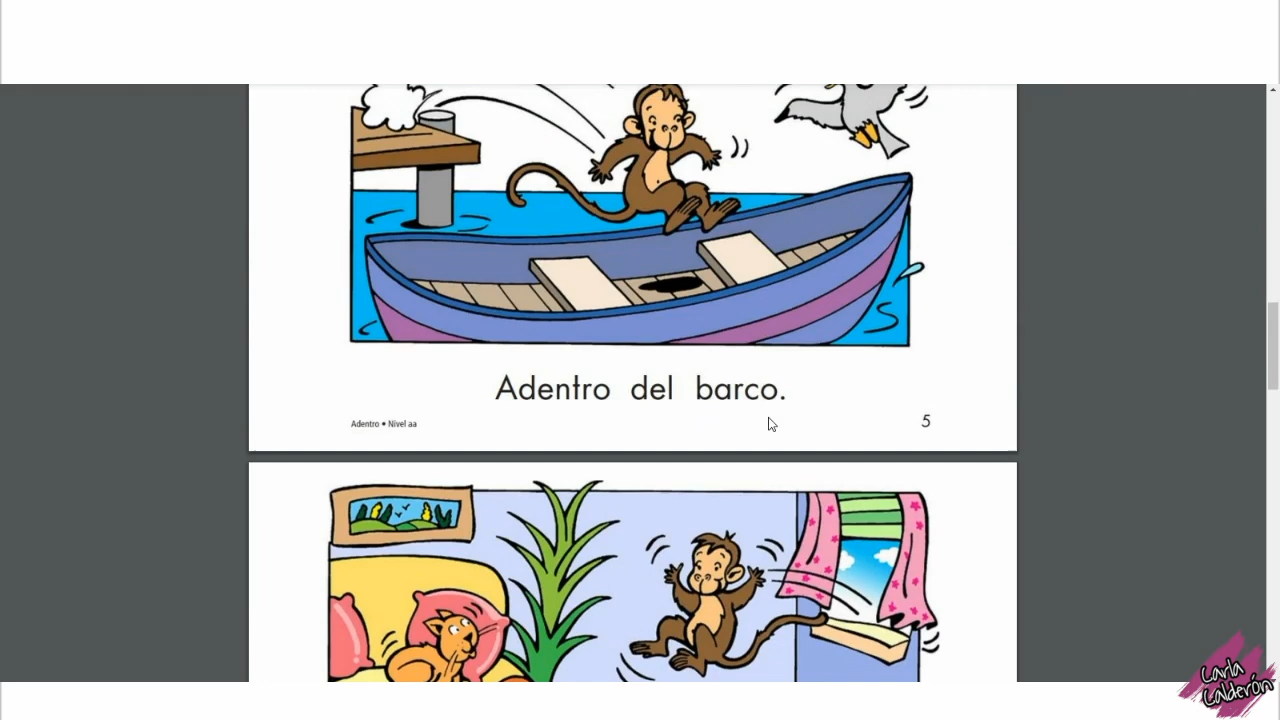 Adentro del barco.
Adentro • Nivel aa
5
Carla
Calderón